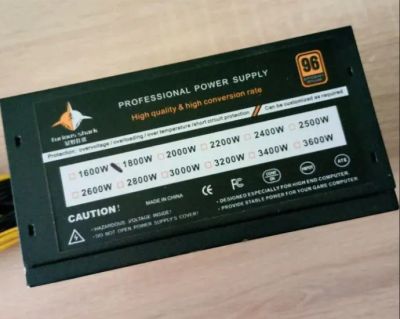 furious shark
PROFESSIONAL POWER SUPPLY
High quality & high conversion rate
96
Protection: overvoltage/overloading / over temperature/short circuit protection
Can be customized as required.
1600W 1800W 2000W 2200W 2400W 2500W
2600W 2800W 3000W 3200W 3400W 3600W
CAUTION!
MADE IN CHINA
CE FC
ATE
- HAZARDOUS VOLTAGE INSIDE!
- DO NOT OPEN POWER SUPPLY'S COVER!
- DESIGNED ESPECIALLY FOR HIGH END COMPUTER.
- PROVIDE STABLE POWER FOR YOUR GAME COMPUTER